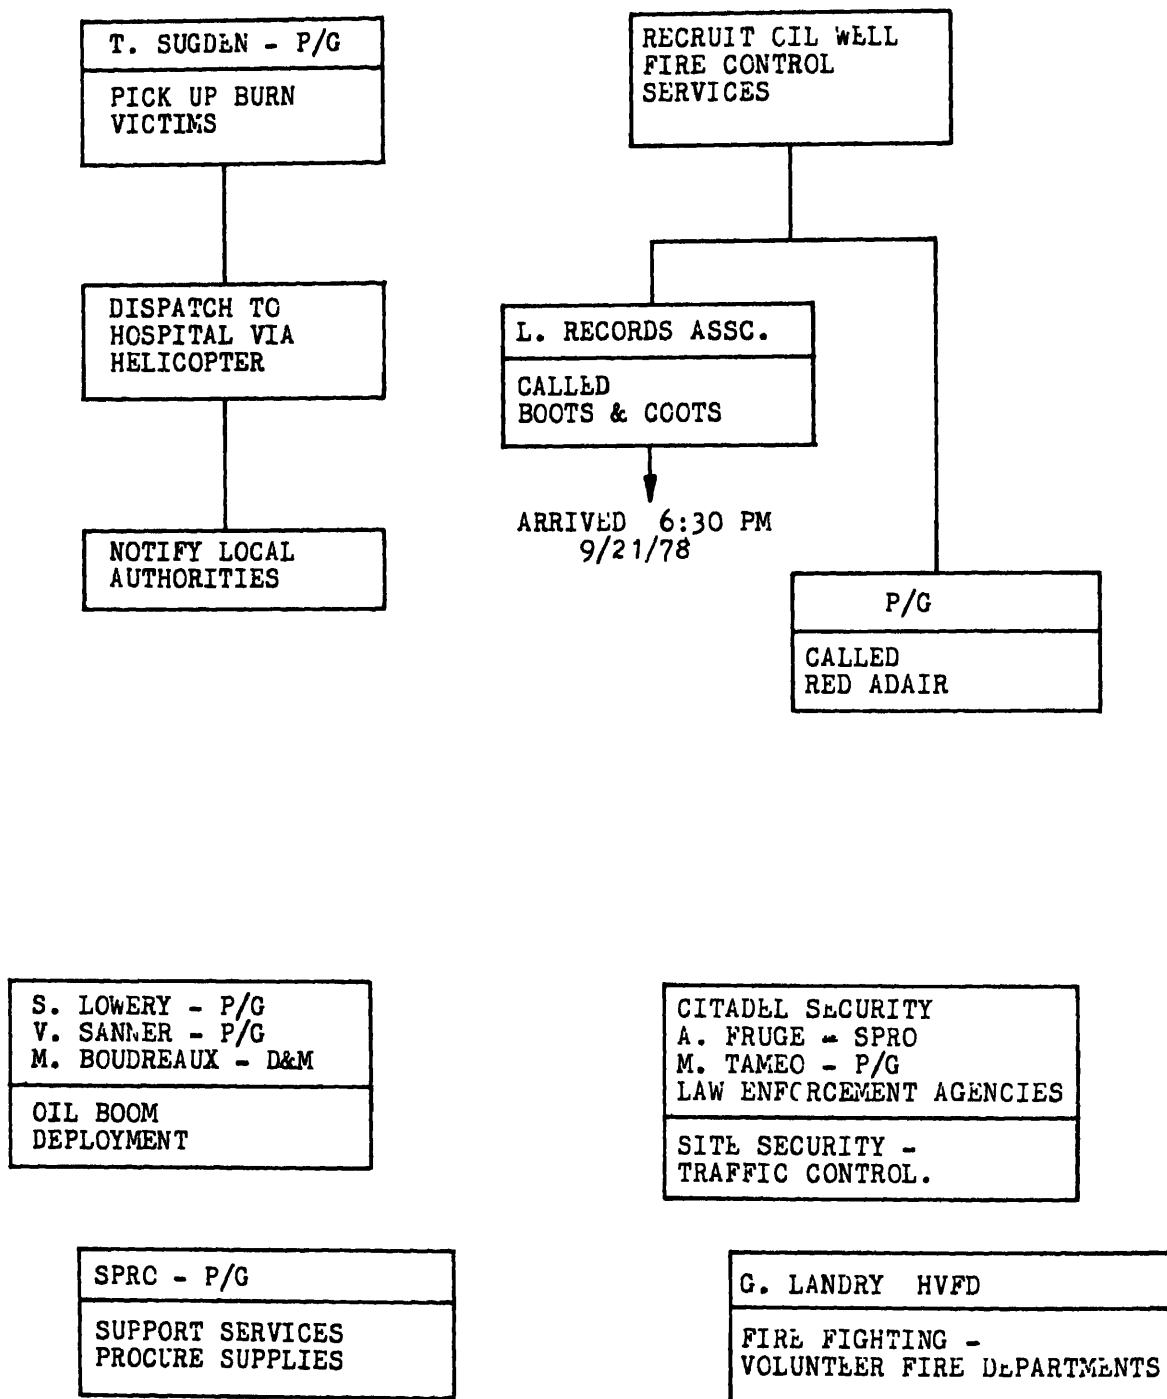 T. SUGDEN - P/G
PICK UP BURN
VICTIMS
DISPATCH TO
HOSPITAL VIA
HELICOPTER
NOTIFY LOCAL
AUTHORITIES
RECRUIT OIL WELL
FIRE CONTROL
SERVICES
L. RECORDS ASSC.
CALLED
BOOTS & COOTS
ARRIVED 6:30 PM
9/21/78
P/G
CALLED
RED ADAIR
S. LOWERY - P/G
V. SANNER - P/G
M. BOUDREAUX - D&M
OIL BOOM
DEPLOYMENT
CITADEL SECURITY
A. FRUGE - SPRO
M. TAMEO - P/G
LAW ENFORCEMENT AGENCIES
SITE SECURITY -
TRAFFIC CONTROL.
SPRO - P/G
SUPPORT SERVICES
PROCURE SUPPLIES
G. LANDRY HVFD
FIRE FIGHTING -
VOLUNTEER FIRE DEPARTMENTS